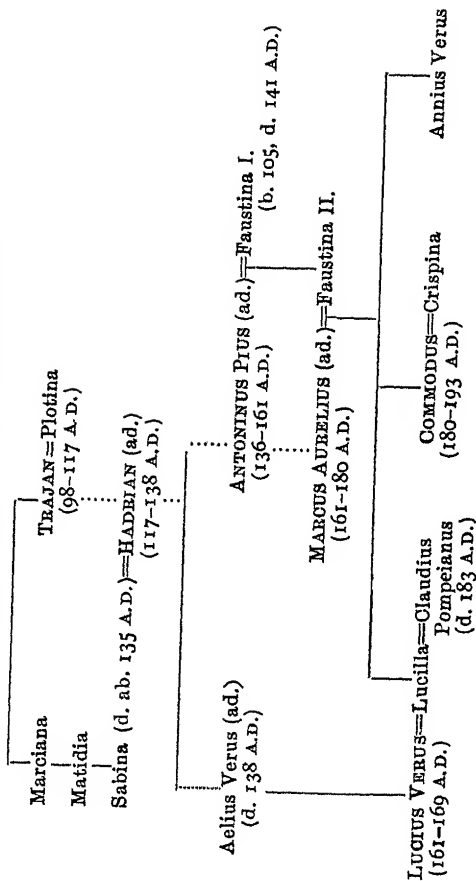 Marciana
TRAJAN=Plotina
(98–117 A.D.)
Matidia
Sabina (d. ab. 135 A.D.)=HADRIAN (ad.)
(117–138 A.D.)
Aelius Verus (ad.)
(d. 138 A.D.)
ANTONINUS PIUS (ad.)=Faustina I.
(136–161 A.D.)
(b. 105, d. 141 A.D.)
MARCUS AURELIUS (ad.)=Faustina II.
(161–180 A.D.)
LUCIUS VERUS=Lucilla=Claudius
(161–169 A.D.)
Pompeianus
(d. 183 A.D.)
COMMODUS=Crispina
(180–193 A.D.)
Annius Verus